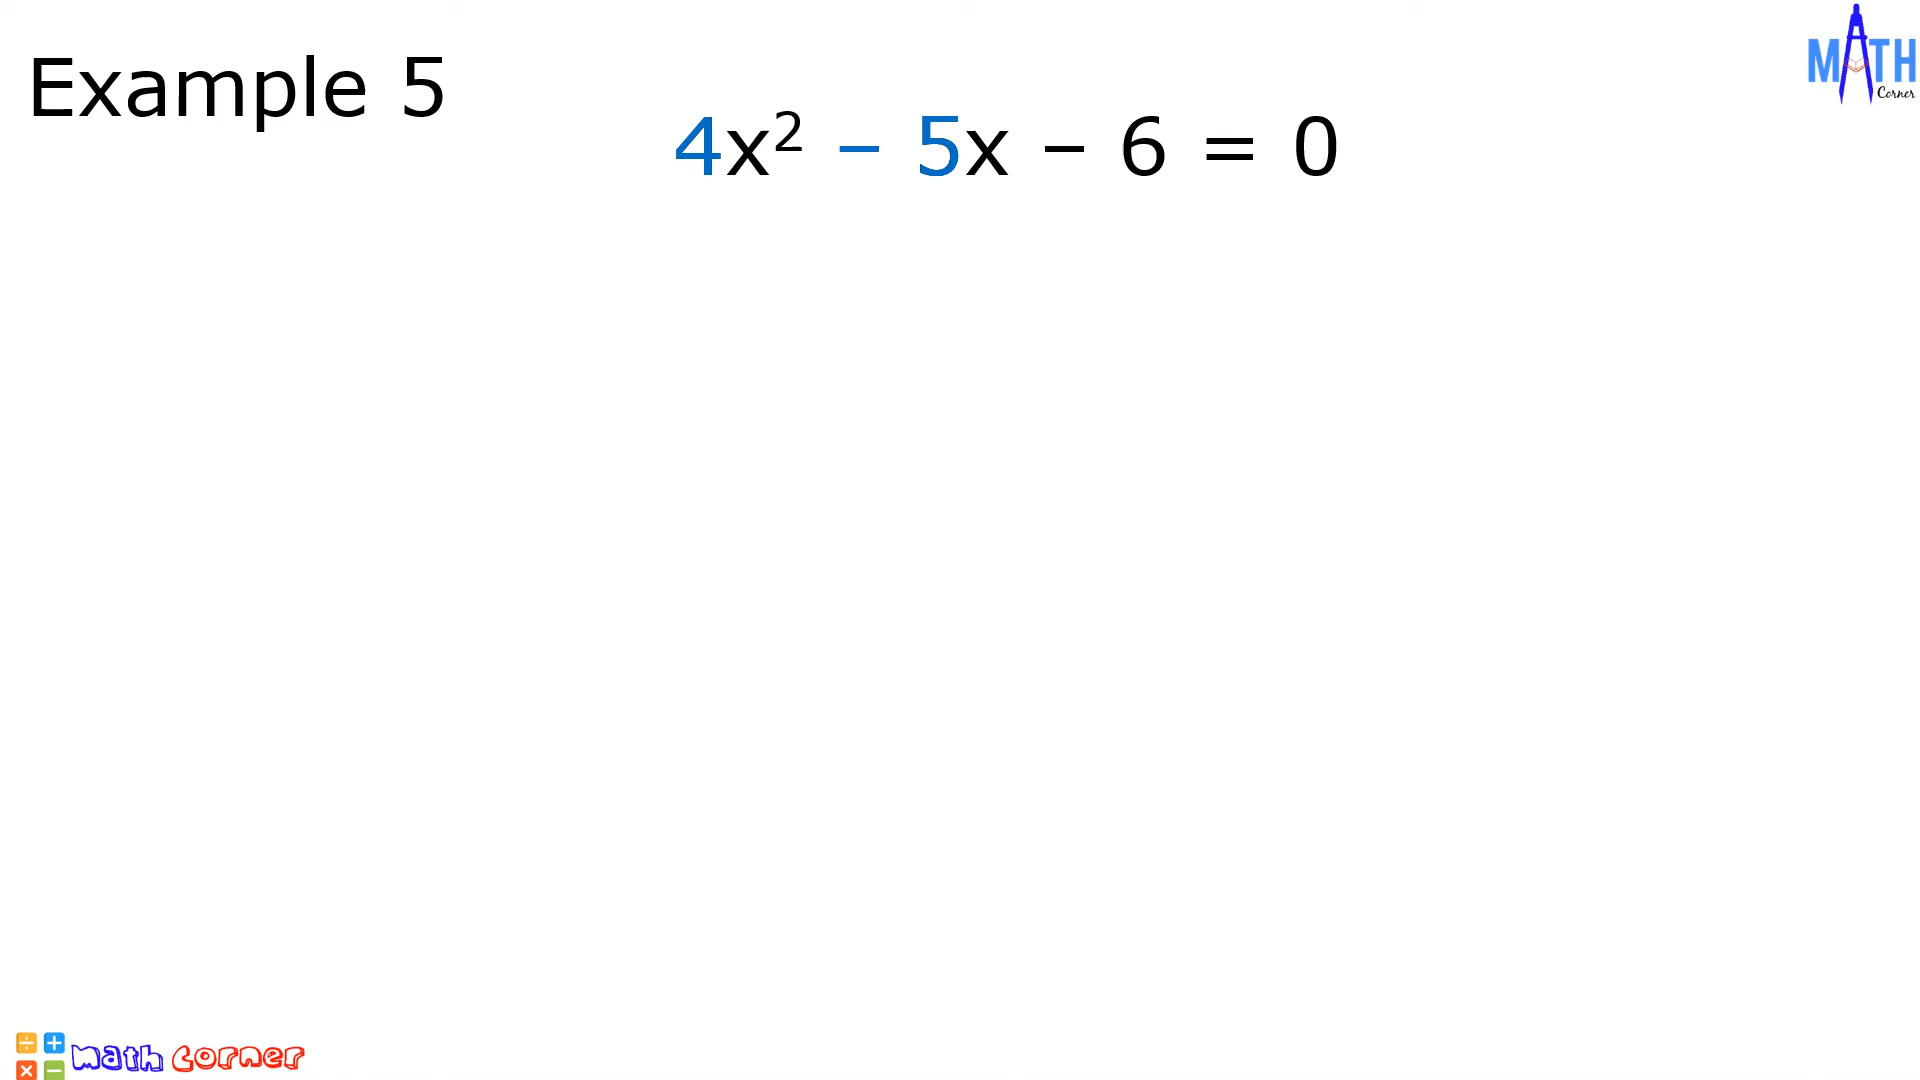 Example 5
MATH
Corner
4x² – 5x – 6 = 0
math corner